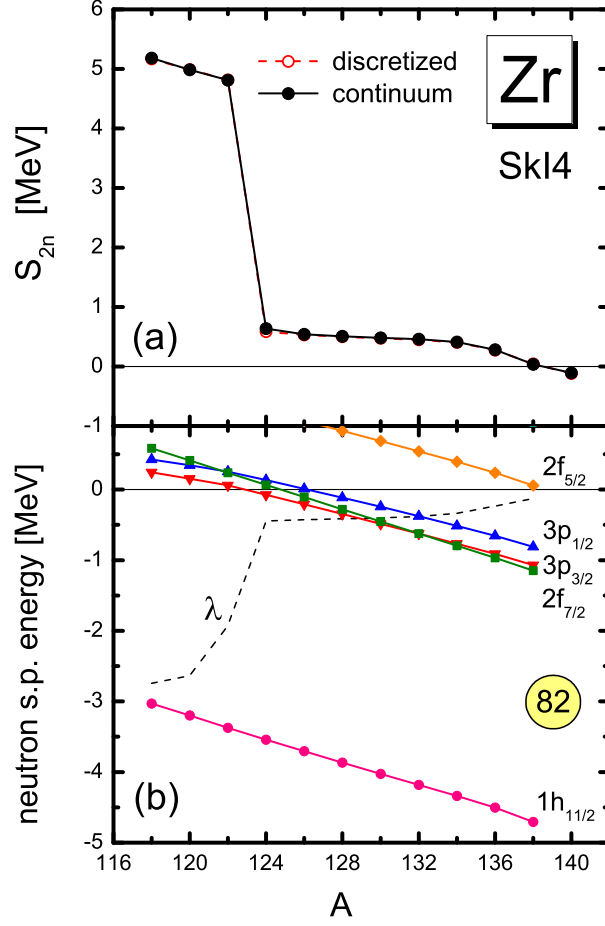 6
5
4
3
2
1
0
-1
S2n [MeV]
discretized
continuum
Zr
SkI4
(a)
0
-1
-2
-3
-4
-5
neutron s.p. energy [MeV]
2f5/2
3p1/2
3p3/2
2f7/2
λ
82
1h11/2
(b)
116 120 124 128 132 136 140
A